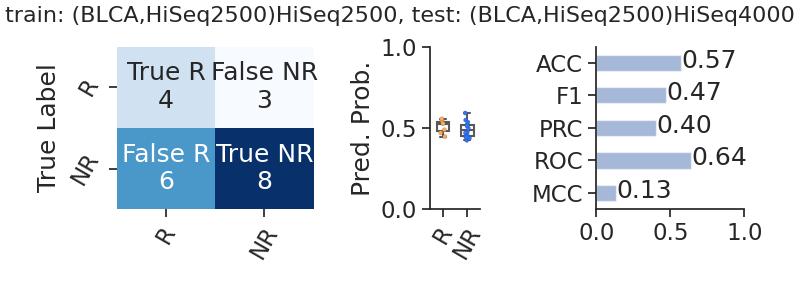 train: (BLCA,HiSeq2500)HiSeq2500, test: (BLCA,HiSeq2500)HiSeq4000
True Label
R
NR
True R
4
False NR
3
False R
6
True NR
8
R
NR
Pred. Prob.
1.0
0.5
0.0
R
NR
ACC
F1
PRC
ROC
MCC
0.57
0.47
0.40
0.64
0.13
0.0
0.5
1.0